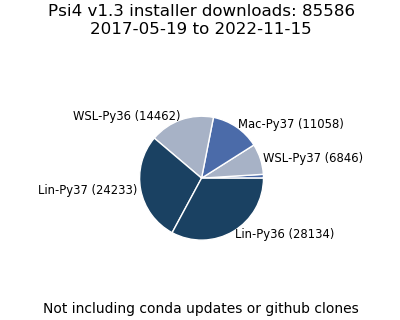 Psi4 v1.3 installer downloads: 85586
2017-05-19 to 2022-11-15
WSL-Py36 (14462)
Mac-Py37 (11058)
WSL-Py37 (6846)
Lin-Py37 (24233)
Lin-Py36 (28134)
Not including conda updates or github clones